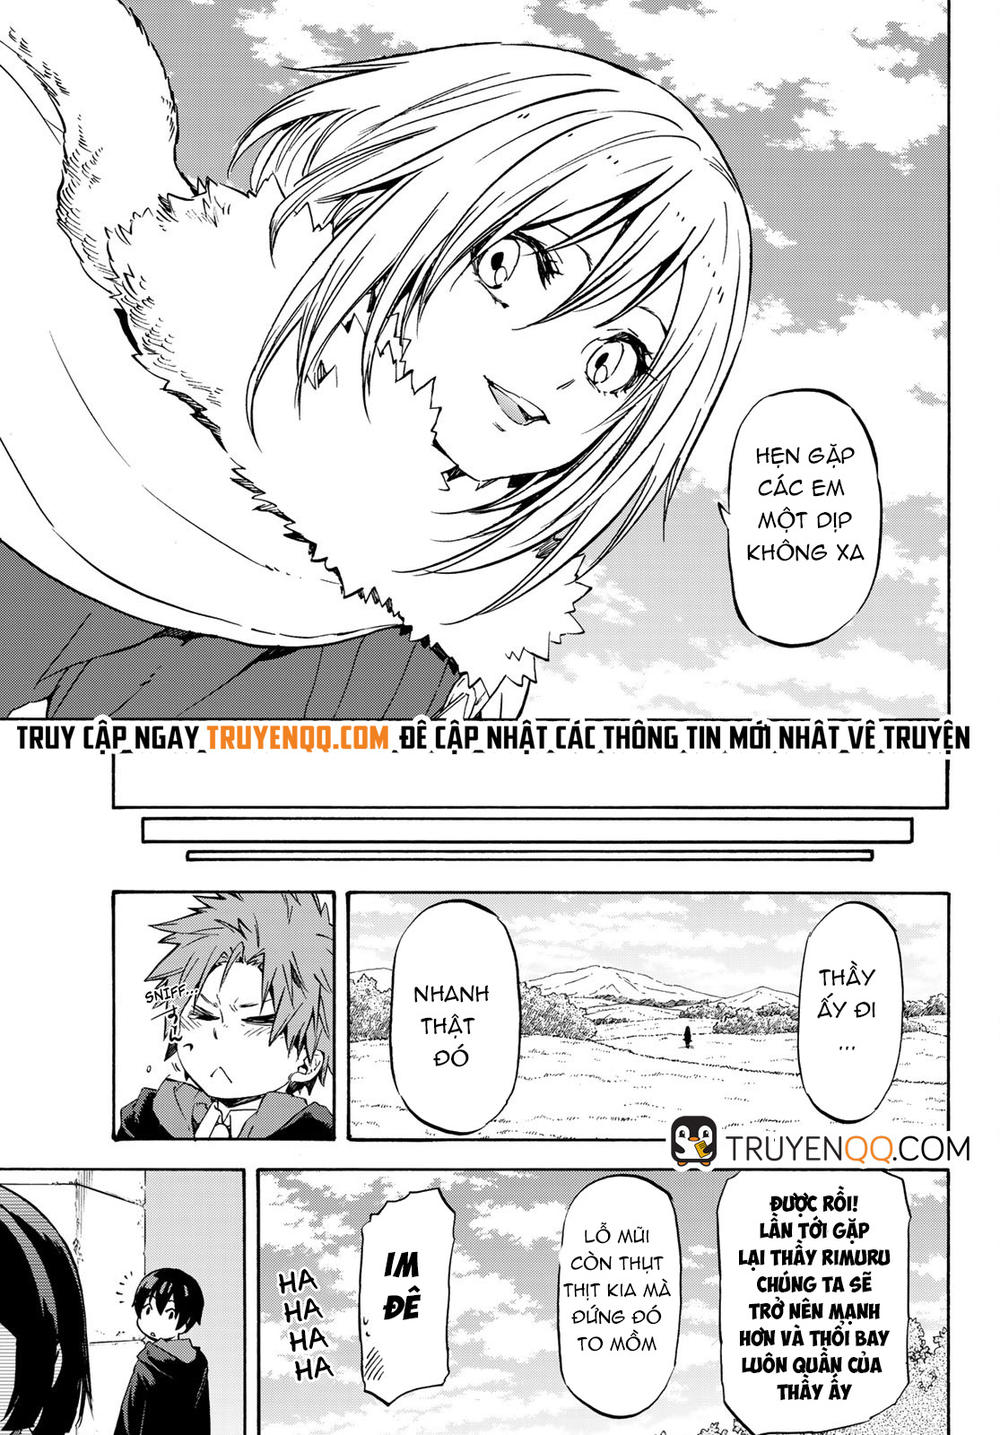 HẸN GẶP
CÁC EM
MỘT DỊP
KHÔNG XA
TRUY CẬP NGAY TRUYENQQ.COM ĐỂ CẬP NHẬT CÁC THÔNG TIN MỚI NHẤT VỀ TRUYỆN
THẦY
ẤY ĐI
...
NHANH
THẬT
ĐÓ
SNIFF...
す〜
TRUYENQQ.COM
ĐƯỢC RỒI!
LẦN TỚI GẶP
LẠI THẦY RIMURU
CHÚNG TA SẼ
TRỞ NÊN MẠNH
HƠN VÀ THỔI BAY
LUÔN QUẦN CỦA
THẦY ẤY
LỖ MŨI
CÒN THỤT
THỊT KIA MÀ
ĐỨNG ĐÓ
TO MỒM
IM
ĐÊ
HA
HA
HA
HA